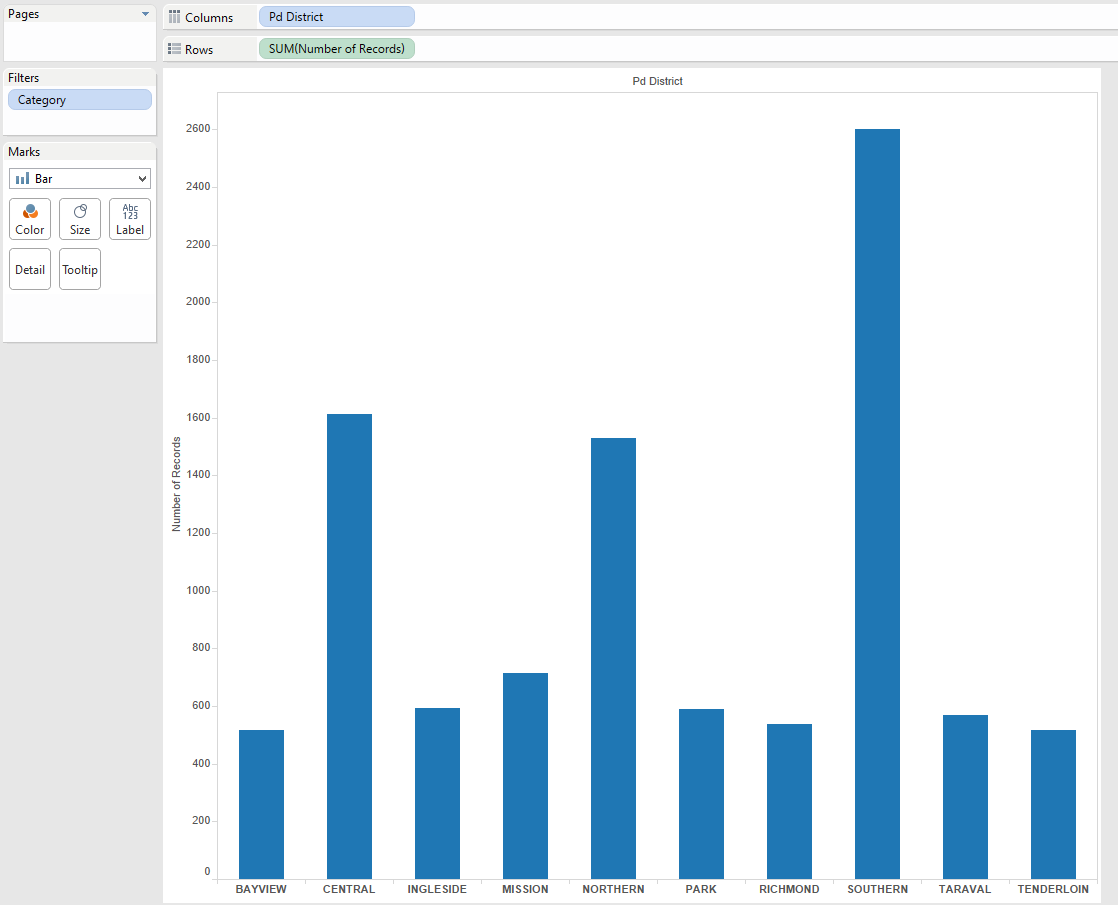 Pages
Columns Pd District
Rows SUM(Number of Records)
Filters
Category
Marks
Bar
Color Size Abc 123 Label
Detail Tooltip
Pd District
Number of Records
2600
2400
2200
2000
1800
1600
1400
1200
1000
800
600
400
200
0
BAYVIEW CENTRAL INGLESIDE MISSION NORTHERN PARK RICHMOND SOUTHERN TARAVAL TENDERLOIN